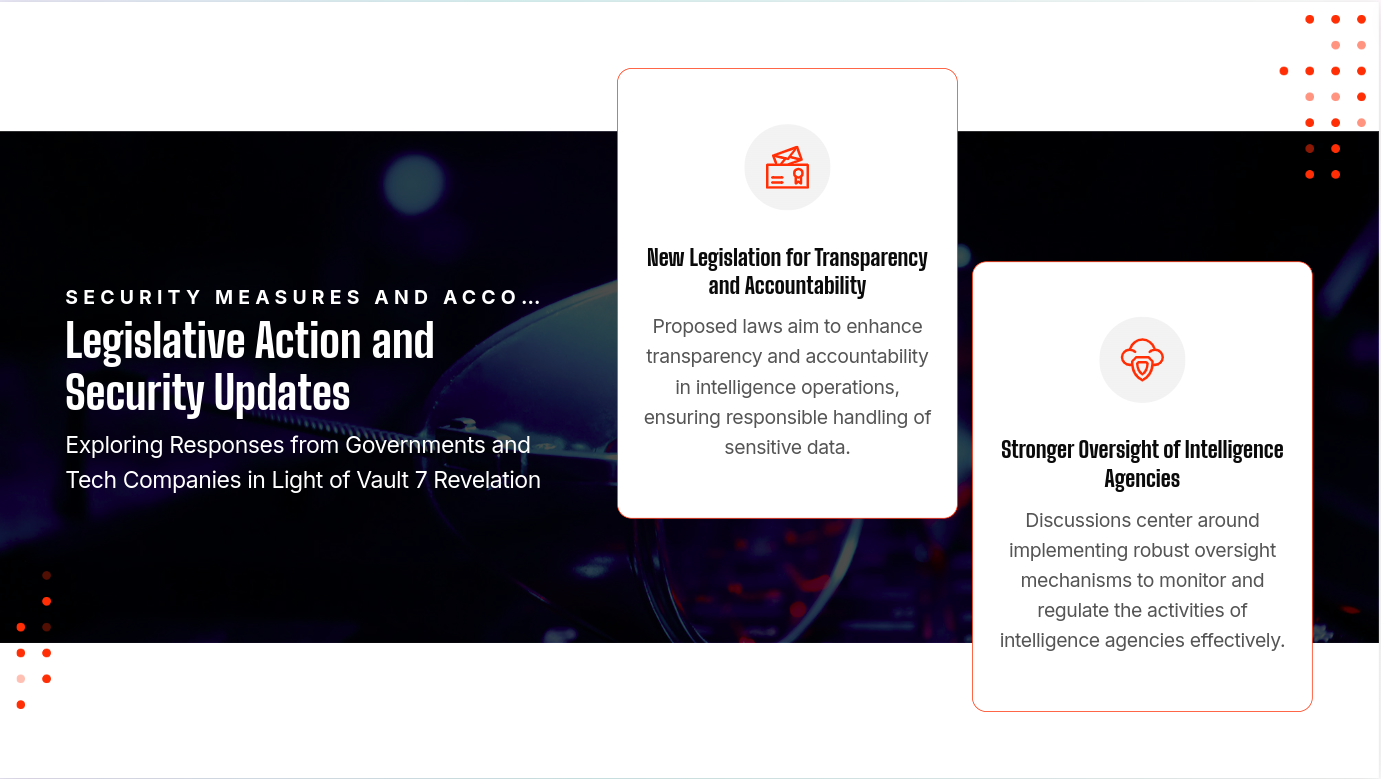 SECURITY MEASURES AND ACCO...
Legislative Action and
Security Updates
Exploring Responses from Governments and
Tech Companies in Light of Vault 7 Revelation
New Legislation for Transparency
and Accountability
Proposed laws aim to enhance
transparency and accountability
in intelligence operations,
ensuring responsible handling of
sensitive data.
Stronger Oversight of Intelligence
Agencies
Discussions center around
implementing robust oversight
mechanisms to monitor and
regulate the activities of
intelligence agencies effectively.